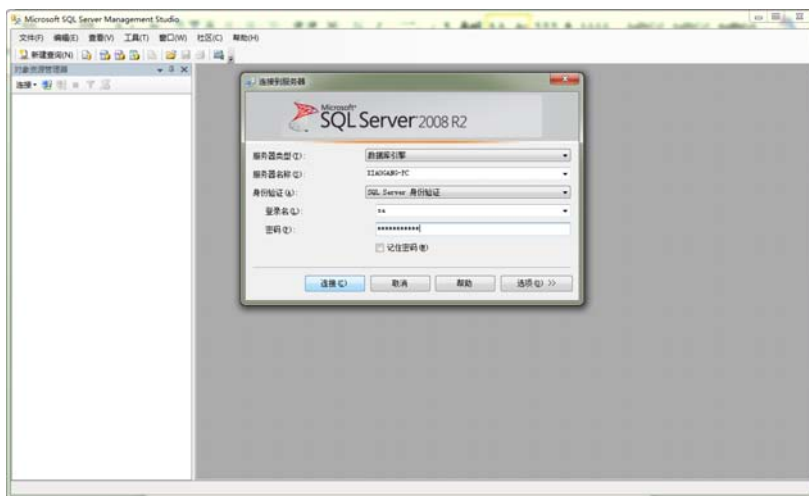 Microsoft SQL Server Management Studio
文件(F) 编辑(E) 查看(V) 工具(T) 窗口(W) 社区(C) 帮助(H)
新建查询(N)
对象资源管理器
连接
连接到服务器
Microsoft
SQL Server 2008 R2
服务器类型(T): 数据库引擎
服务器名称(S): XIAOGANG-PC
身份验证(A): SQL Server 身份验证
登录名(L): sa
密码(P): ***********
记住密码(M)
连接(C) 取消 帮助 选项(O) >>